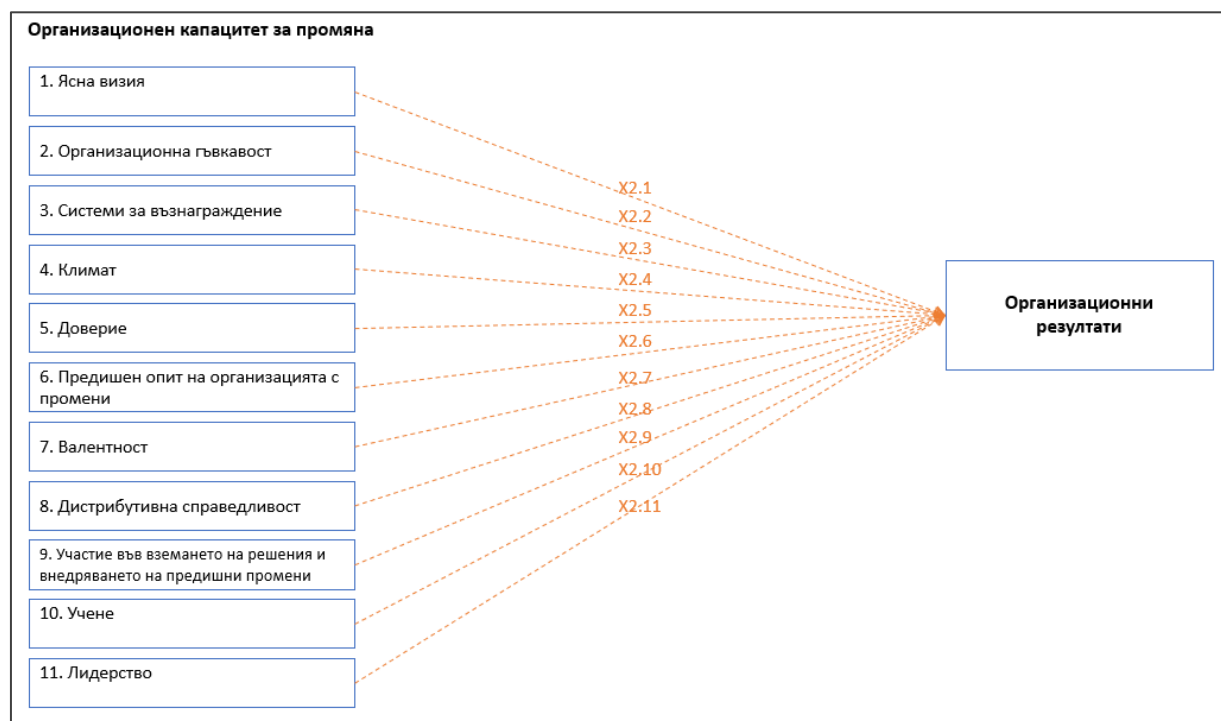 Организационен капацитет за промяна
1. Ясна визия
2. Организационна гъвкавост
3. Системи за възнаграждение
4. Климат
5. Доверие
6. Предишен опит на организацията с
промени
7. Валентност
8. Дистрибутивна справедливост
9. Участие във вземането на решения и
внедряването на предишни промени
10. Учене
11. Лидерство
X2.1
X2.2
X2.3
X2.4
X2.5
X2.6
X2.7
X2.8
X2.9
X2.10
X2.11
Организационни
резултати